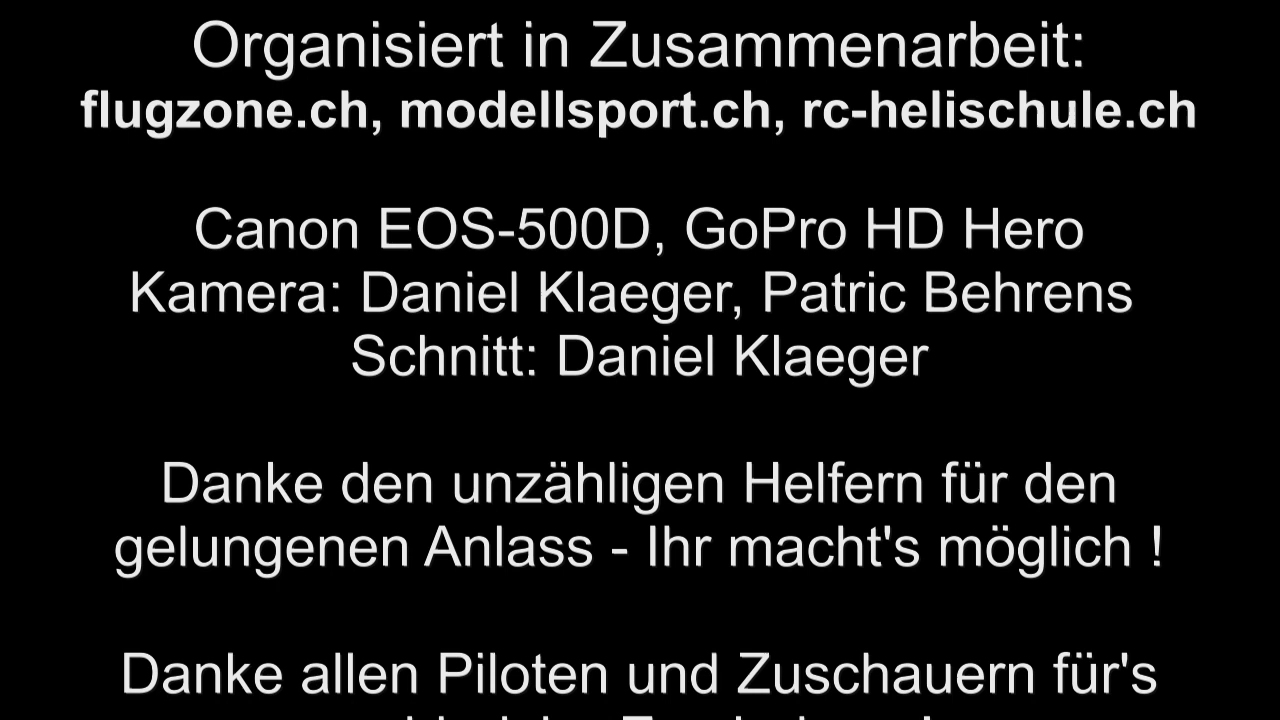 Organisiert in Zusammenarbeit:
flugzone.ch, modellsport.ch, rc-helischule.ch
Canon EOS-500D, GoPro HD Hero
Kamera: Daniel Klaeger, Patric Behrens
Schnitt: Daniel Klaeger
Danke den unzähligen Helfern für den
gelungenen Anlass - Ihr macht's möglich !
Danke allen Piloten und Zuschauern für's